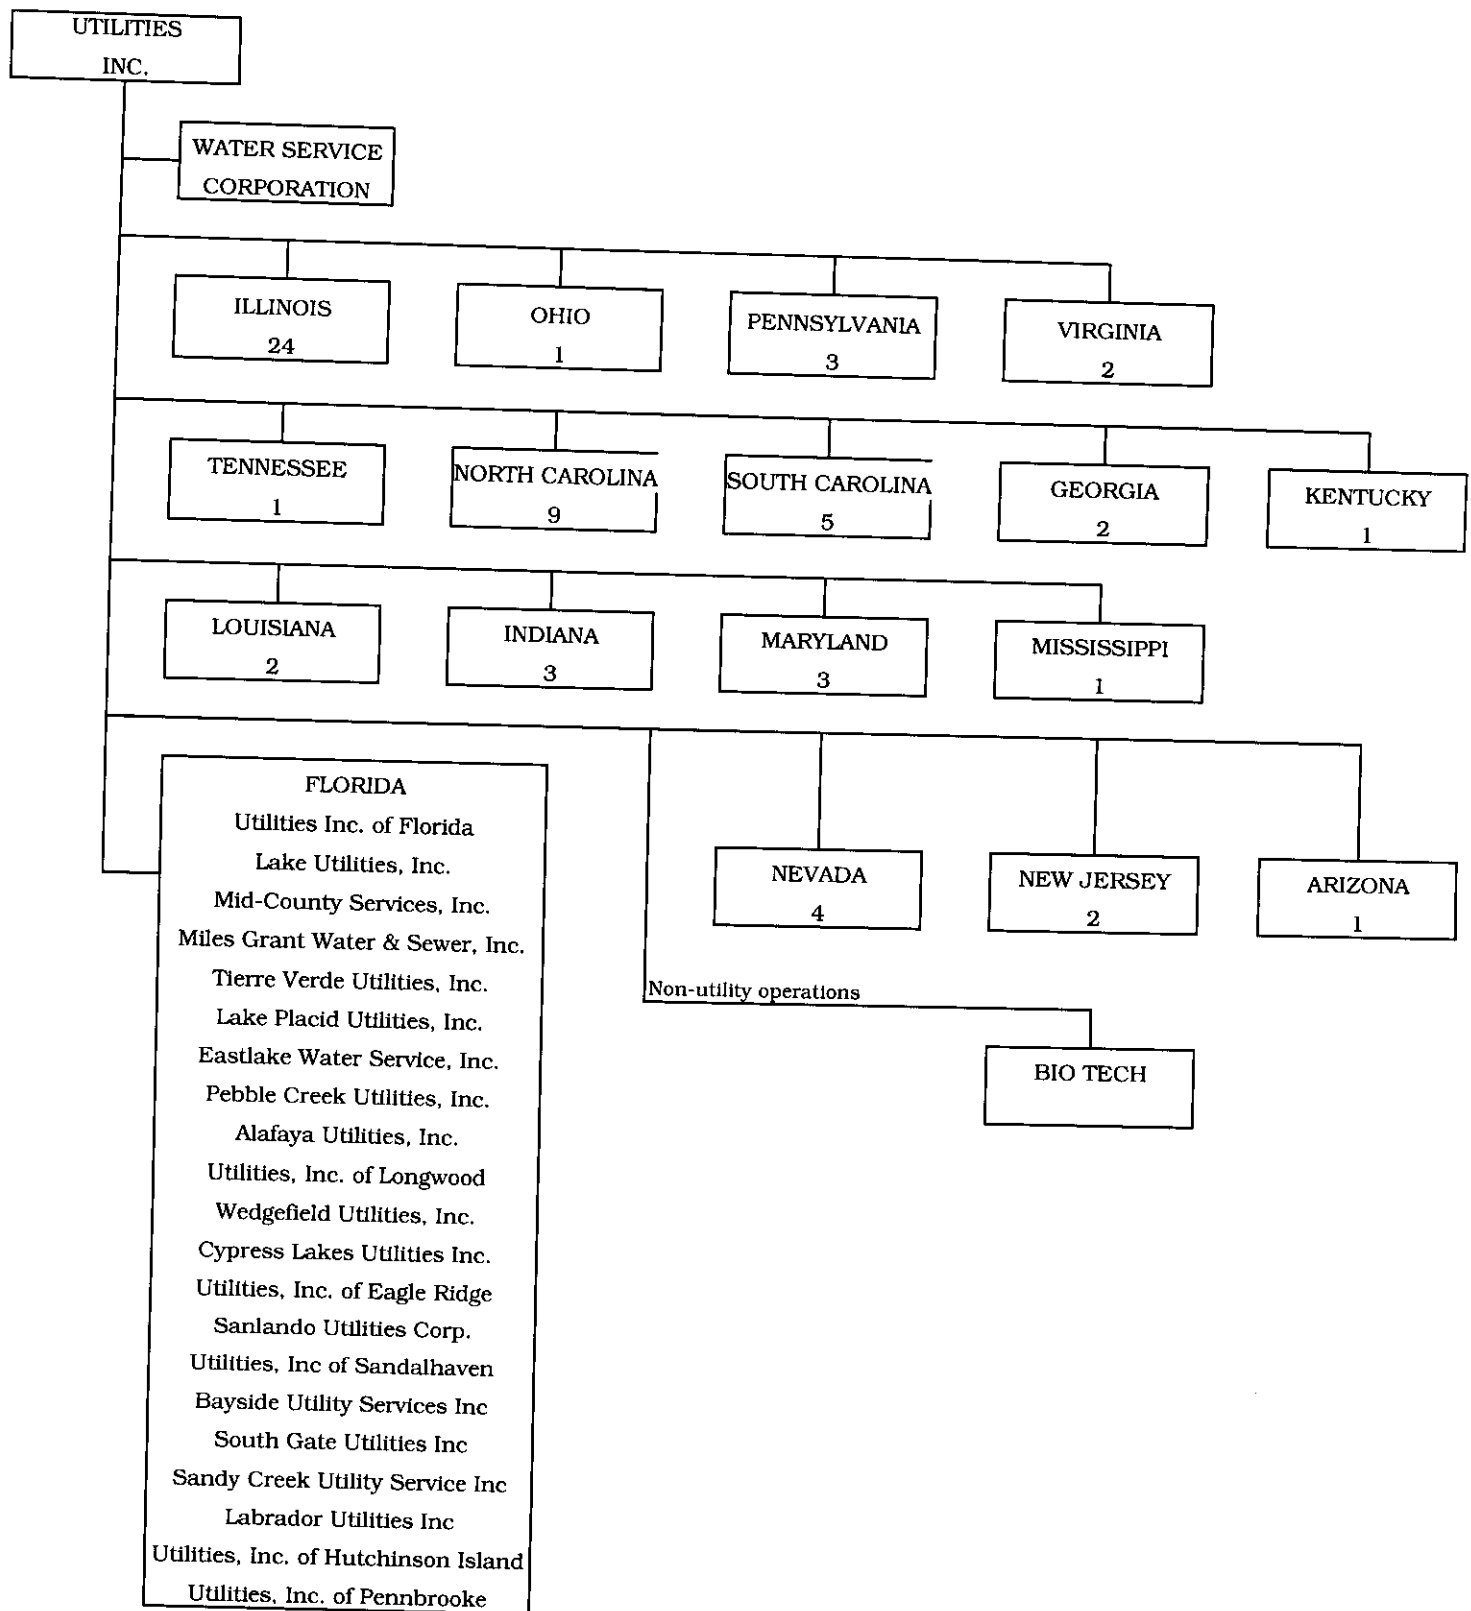 UTILITIES
INC.
WATER SERVICE
CORPORATION
ILLINOIS
24
OHIO
1
PENNSYLVANIA
3
VIRGINIA
2
TENNESSEE
1
NORTH CAROLINA
9
SOUTH CAROLINA
5
GEORGIA
2
KENTUCKY
1
LOUISIANA
2
INDIANA
3
MARYLAND
3
MISSISSIPPI
1
FLORIDA
Utilities Inc. of Florida
Lake Utilities, Inc.
Mid-County Services, Inc.
Miles Grant Water & Sewer, Inc.
Tierre Verde Utilities, Inc.
Lake Placid Utilities, Inc.
Eastlake Water Service, Inc.
Pebble Creek Utilities, Inc.
Alafaya Utilities, Inc.
Utilities, Inc. of Longwood
Wedgefield Utilities, Inc.
Cypress Lakes Utilities Inc.
Utilities, Inc. of Eagle Ridge
Sanlando Utilities Corp.
Utilities, Inc of Sandalhaven
Bayside Utility Services Inc
South Gate Utilities Inc
Sandy Creek Utility Service Inc
Labrador Utilities Inc
Utilities, Inc. of Hutchinson Island
Utilities, Inc. of Pennbrooke
NEVADA
4
NEW JERSEY
2
ARIZONA
1
Non-utility operations
BIO TECH